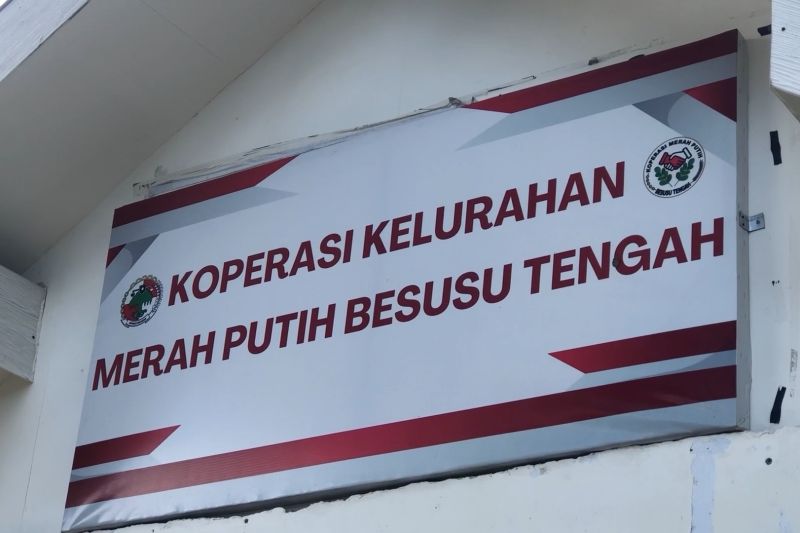 KOPERASI KELURAHAN
MERAH PUTIH BESUSU TENGAH
KOPERASI MERAH PUTIH
BESUSU TENGAH